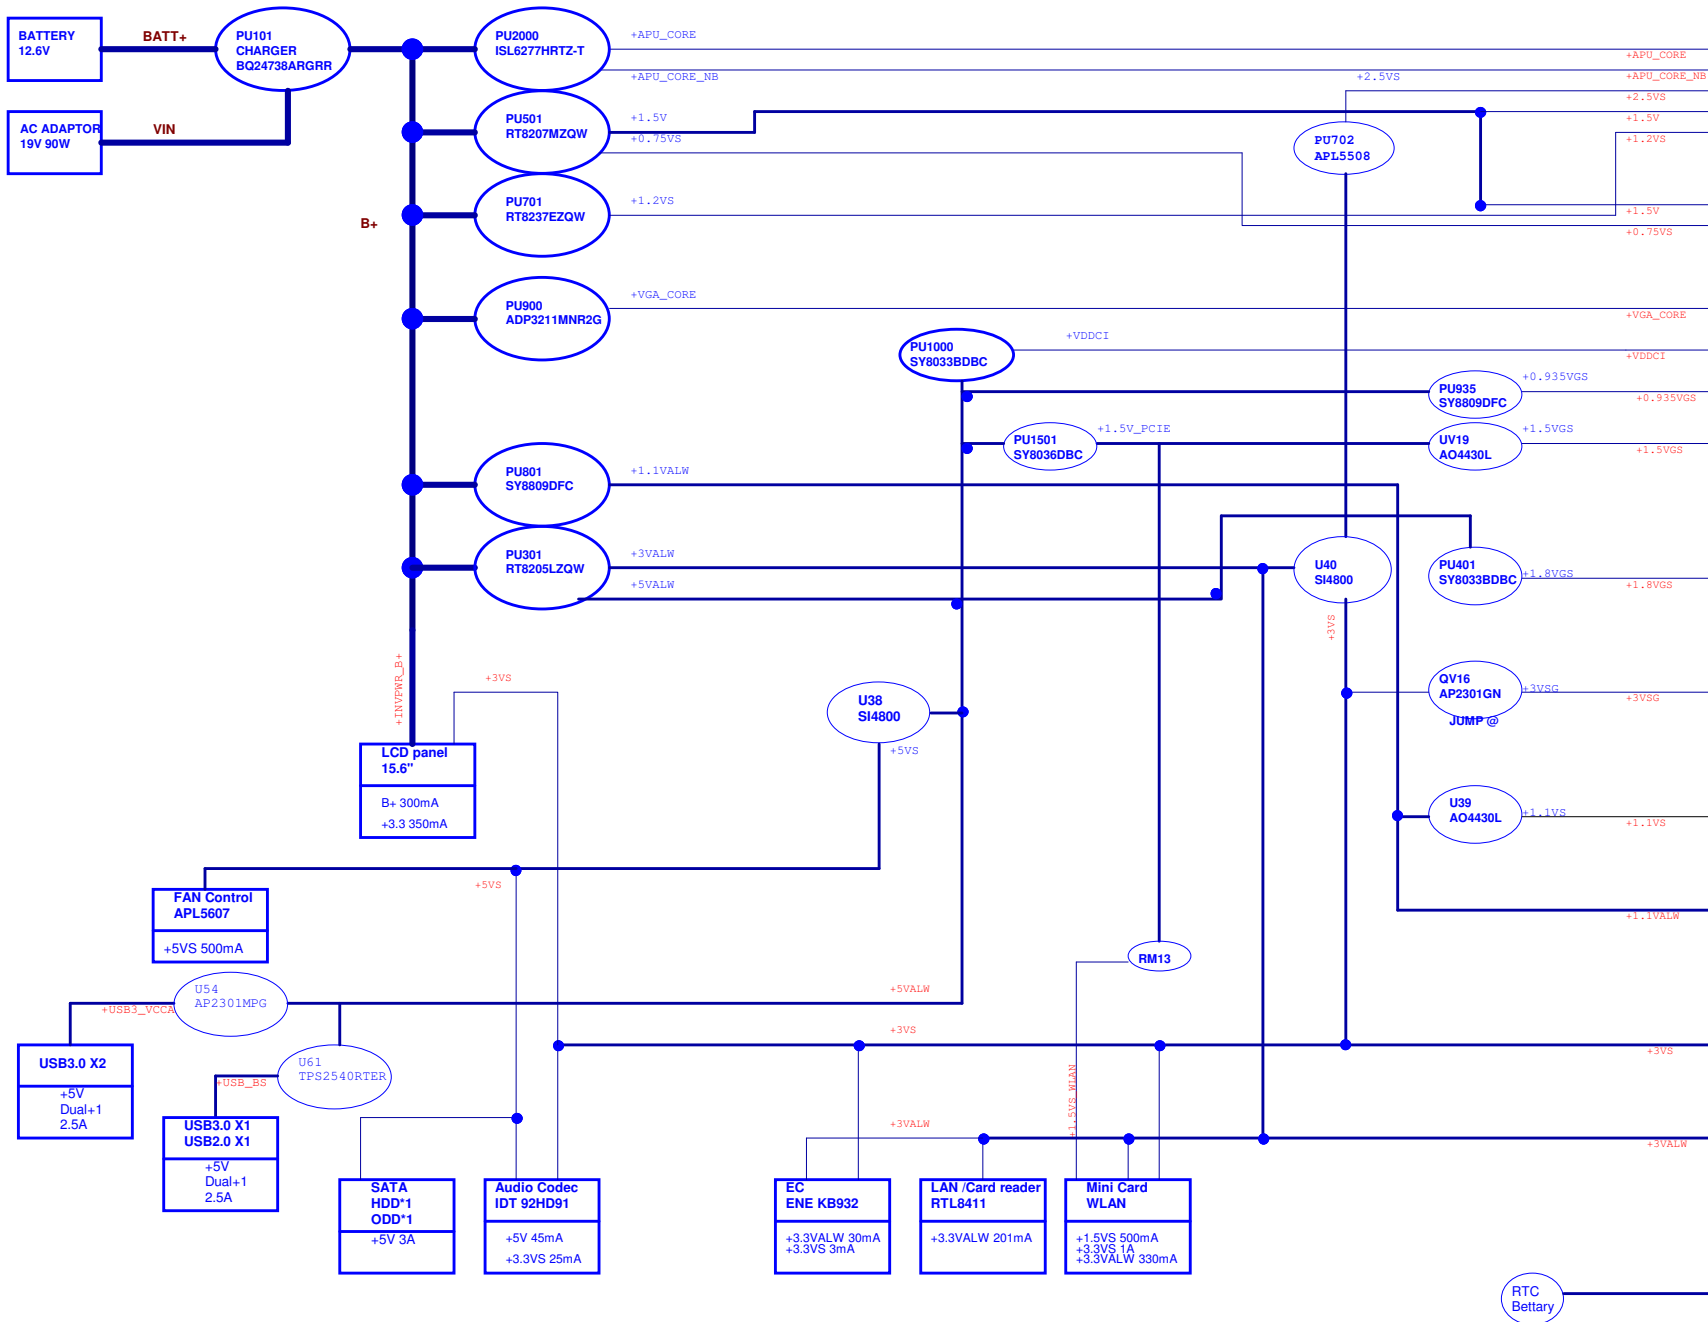 BATTERY
12.6V
BATT+
PU101
CHARGER
BQ24738ARGRR
AC ADAPTOR
19V 90W
VIN
B+
PU2000
ISL6277HRTZ-T
+APU_CORE
+APU_CORE_NB
PU501
RT8207MZQW
+1.5V
+0.75VS
PU701
RT8237EZQW
+1.2VS
PU900
ADP3211MNR2G
+VGA_CORE
PU801
SY8809DFC
+1.1VALW
PU301
RT8205LZQW
+3VALW
+5VALW
+2.5VS
PU702
APL5508
+APU_CORE
+APU_CORE_NB
+2.5VS
+1.5V
+1.2VS
+1.5V
+0.75VS
+VGA_CORE
PU1000
SY8033BDBC
+VDDCI
+VDDCI
PU935
SY8809DFC
+0.935VGS
+0.935VGS
PU1501
SY8036DBC
+1.5V_PCIE
UV19
AO4430L
+1.5VGS
+1.5VGS
U40
SI4800
+3VS
PU401
SY8033BDBC
+1.8VGS
+1.8VGS
QV16
AP2301GN
JUMP @
+3VSG
+3VSG
U39
AO4430L
+1.1VS
+1.1VS
+1.1VALW
+INVPWR_B+
+3VS
LCD panel
15.6"
B+ 300mA
+3.3 350mA
U38
SI4800
+5VS
+5VS
FAN Control
APL5607
+5VS 500mA
RM13
U54
AP2301MPG
+USB3_VCCA
+5VALW
USB3.0 X2
+5V
Dual+1
2.5A
U61
TPS2540RTER
+USB_BS
USB3.0 X1
USB2.0 X1
+5V
Dual+1
2.5A
+3VS
+3VS
+1.5VS_WLAN
+3VALW
+3VALW
SATA
HDD*1
ODD*1
+5V 3A
Audio Codec
IDT 92HD91
+5V 45mA
+3.3VS 25mA
EC
ENE KB932
+3.3VALW 30mA
+3.3VS 3mA
LAN /Card reader
RTL8411
+3.3VALW 201mA
Mini Card
WLAN
+1.5VS 500mA
+3.3VS 1A
+3.3VALW 330mA
RTC
Bettary